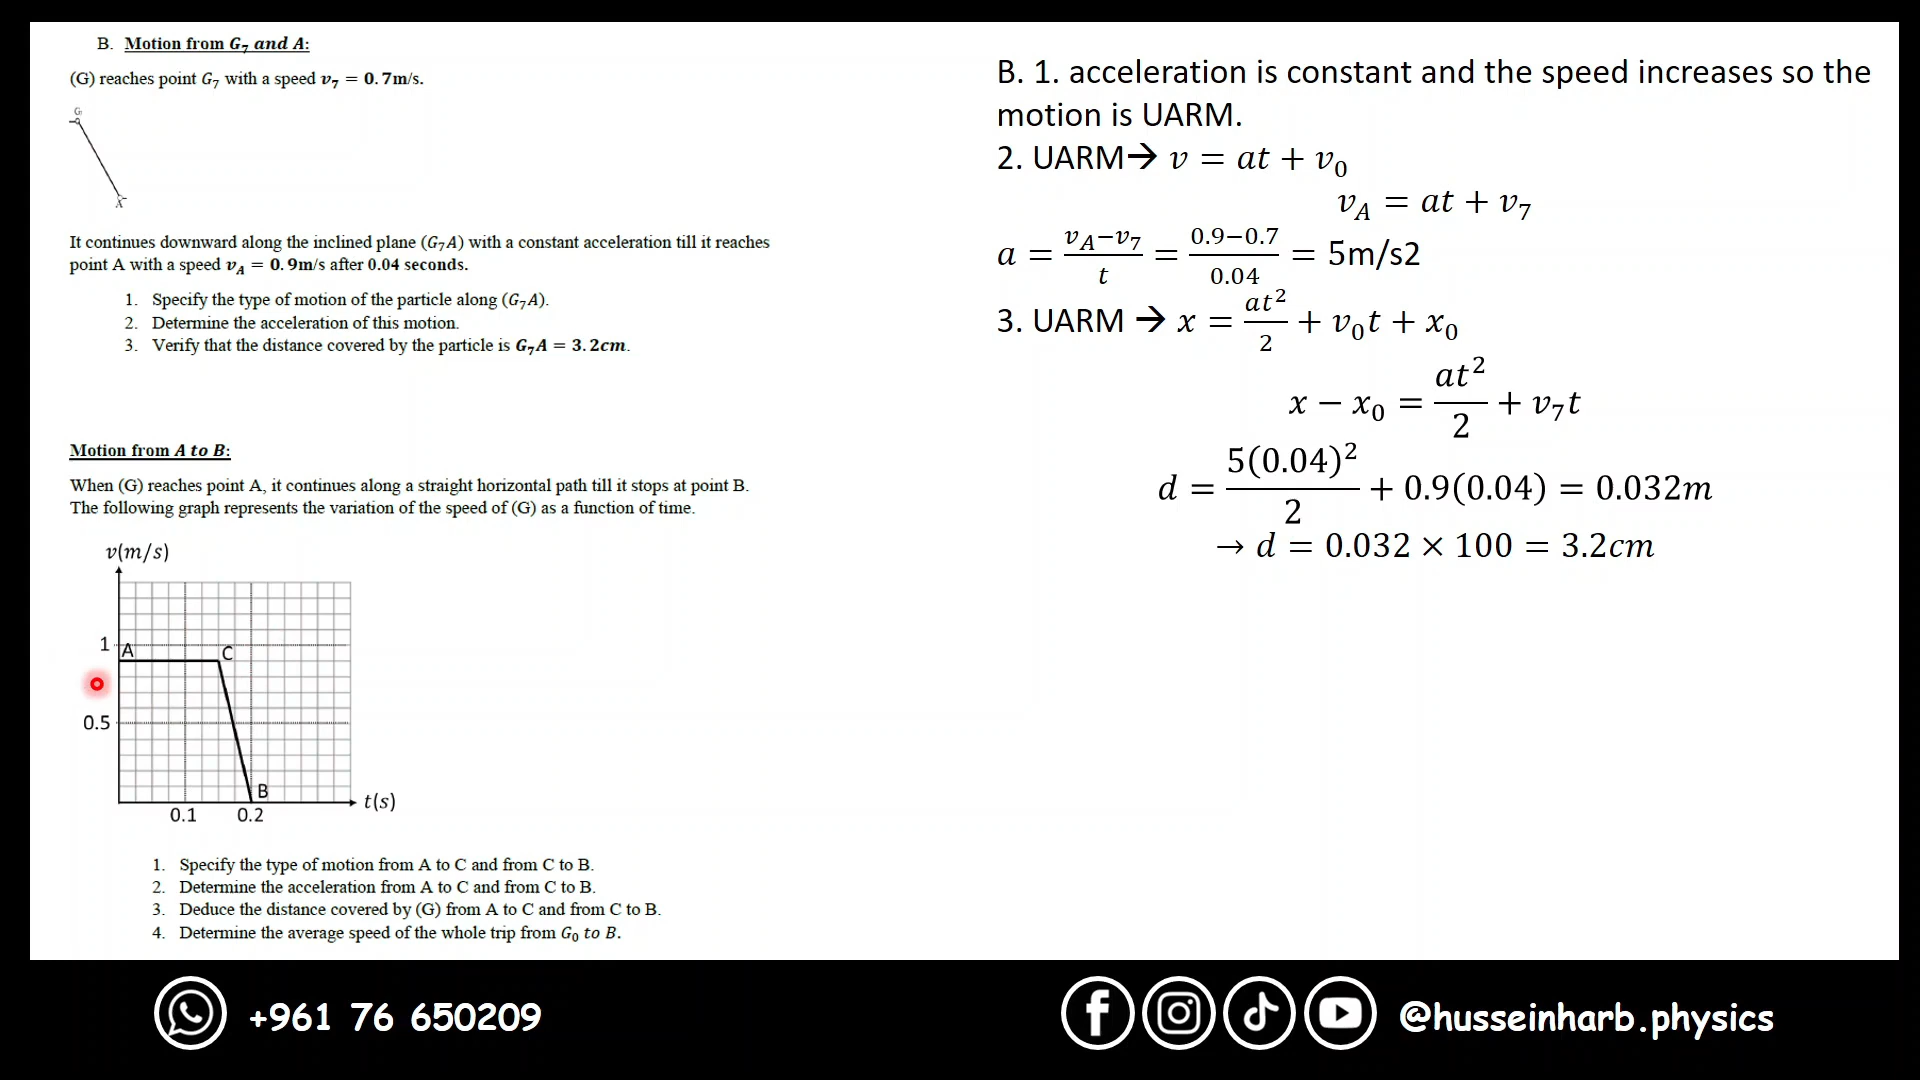 B. Motion from G₇ and A:
(G) reaches point G₇ with a speed v₇ = 0.7m/s.
G
A
It continues downward along the inclined plane (G₇A) with a constant acceleration till it reaches
point A with a speed v_A = 0.9m/s after 0.04 seconds.
1. Specify the type of motion of the particle along (G₇A).
2. Determine the acceleration of this motion.
3. Verify that the distance covered by the particle is G₇A = 3.2cm.
Motion from A to B:
When (G) reaches point A, it continues along a straight horizontal path till it stops at point B.
The following graph represents the variation of the speed of (G) as a function of time.
v(m/s)
1
A
C
0.5
B
t(s)
0.1 0.2
1. Specify the type of motion from A to C and from C to B.
2. Determine the acceleration from A to C and from C to B.
3. Deduce the distance covered by (G) from A to C and from C to B.
4. Determine the average speed of the whole trip from G₀ to B.
B. 1. acceleration is constant and the speed increases so the
motion is UARM.
2. UARM→ v = at + v₀
v_A = at + v₇
a = (v_A−v₇)/t = (0.9−0.7)/0.04 = 5m/s2
3. UARM → x = at²/2 + v₀t + x₀
x − x₀ = at²/2 + v₇t
d = 5(0.04)²/2 + 0.9(0.04) = 0.032m
→ d = 0.032 × 100 = 3.2cm
+961 76 650209
@husseinharb.physics